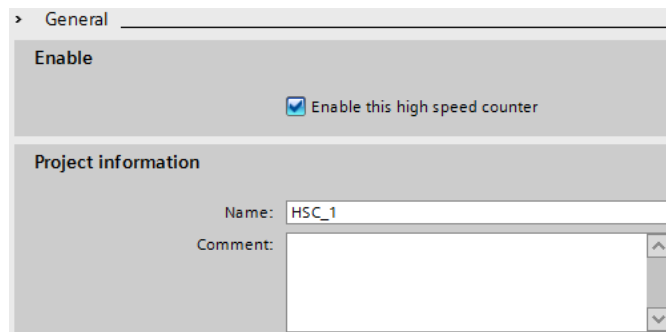 General
Enable
Enable this high speed counter
Project information
Name: HSC_1
Comment: